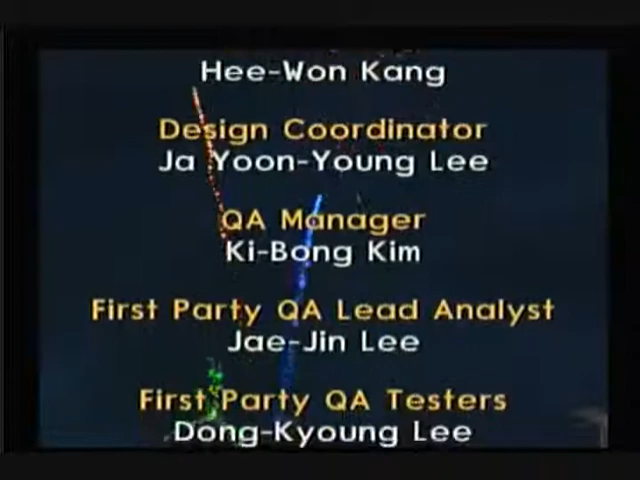 Hee-Won Kang
Design Coordinator
Ja Yoon-Young Lee
QA Manager
Ki-Bong Kim
First Party QA Lead Analyst
Jae-Jin Lee
First Party QA Testers
Dong-Kyoung Lee